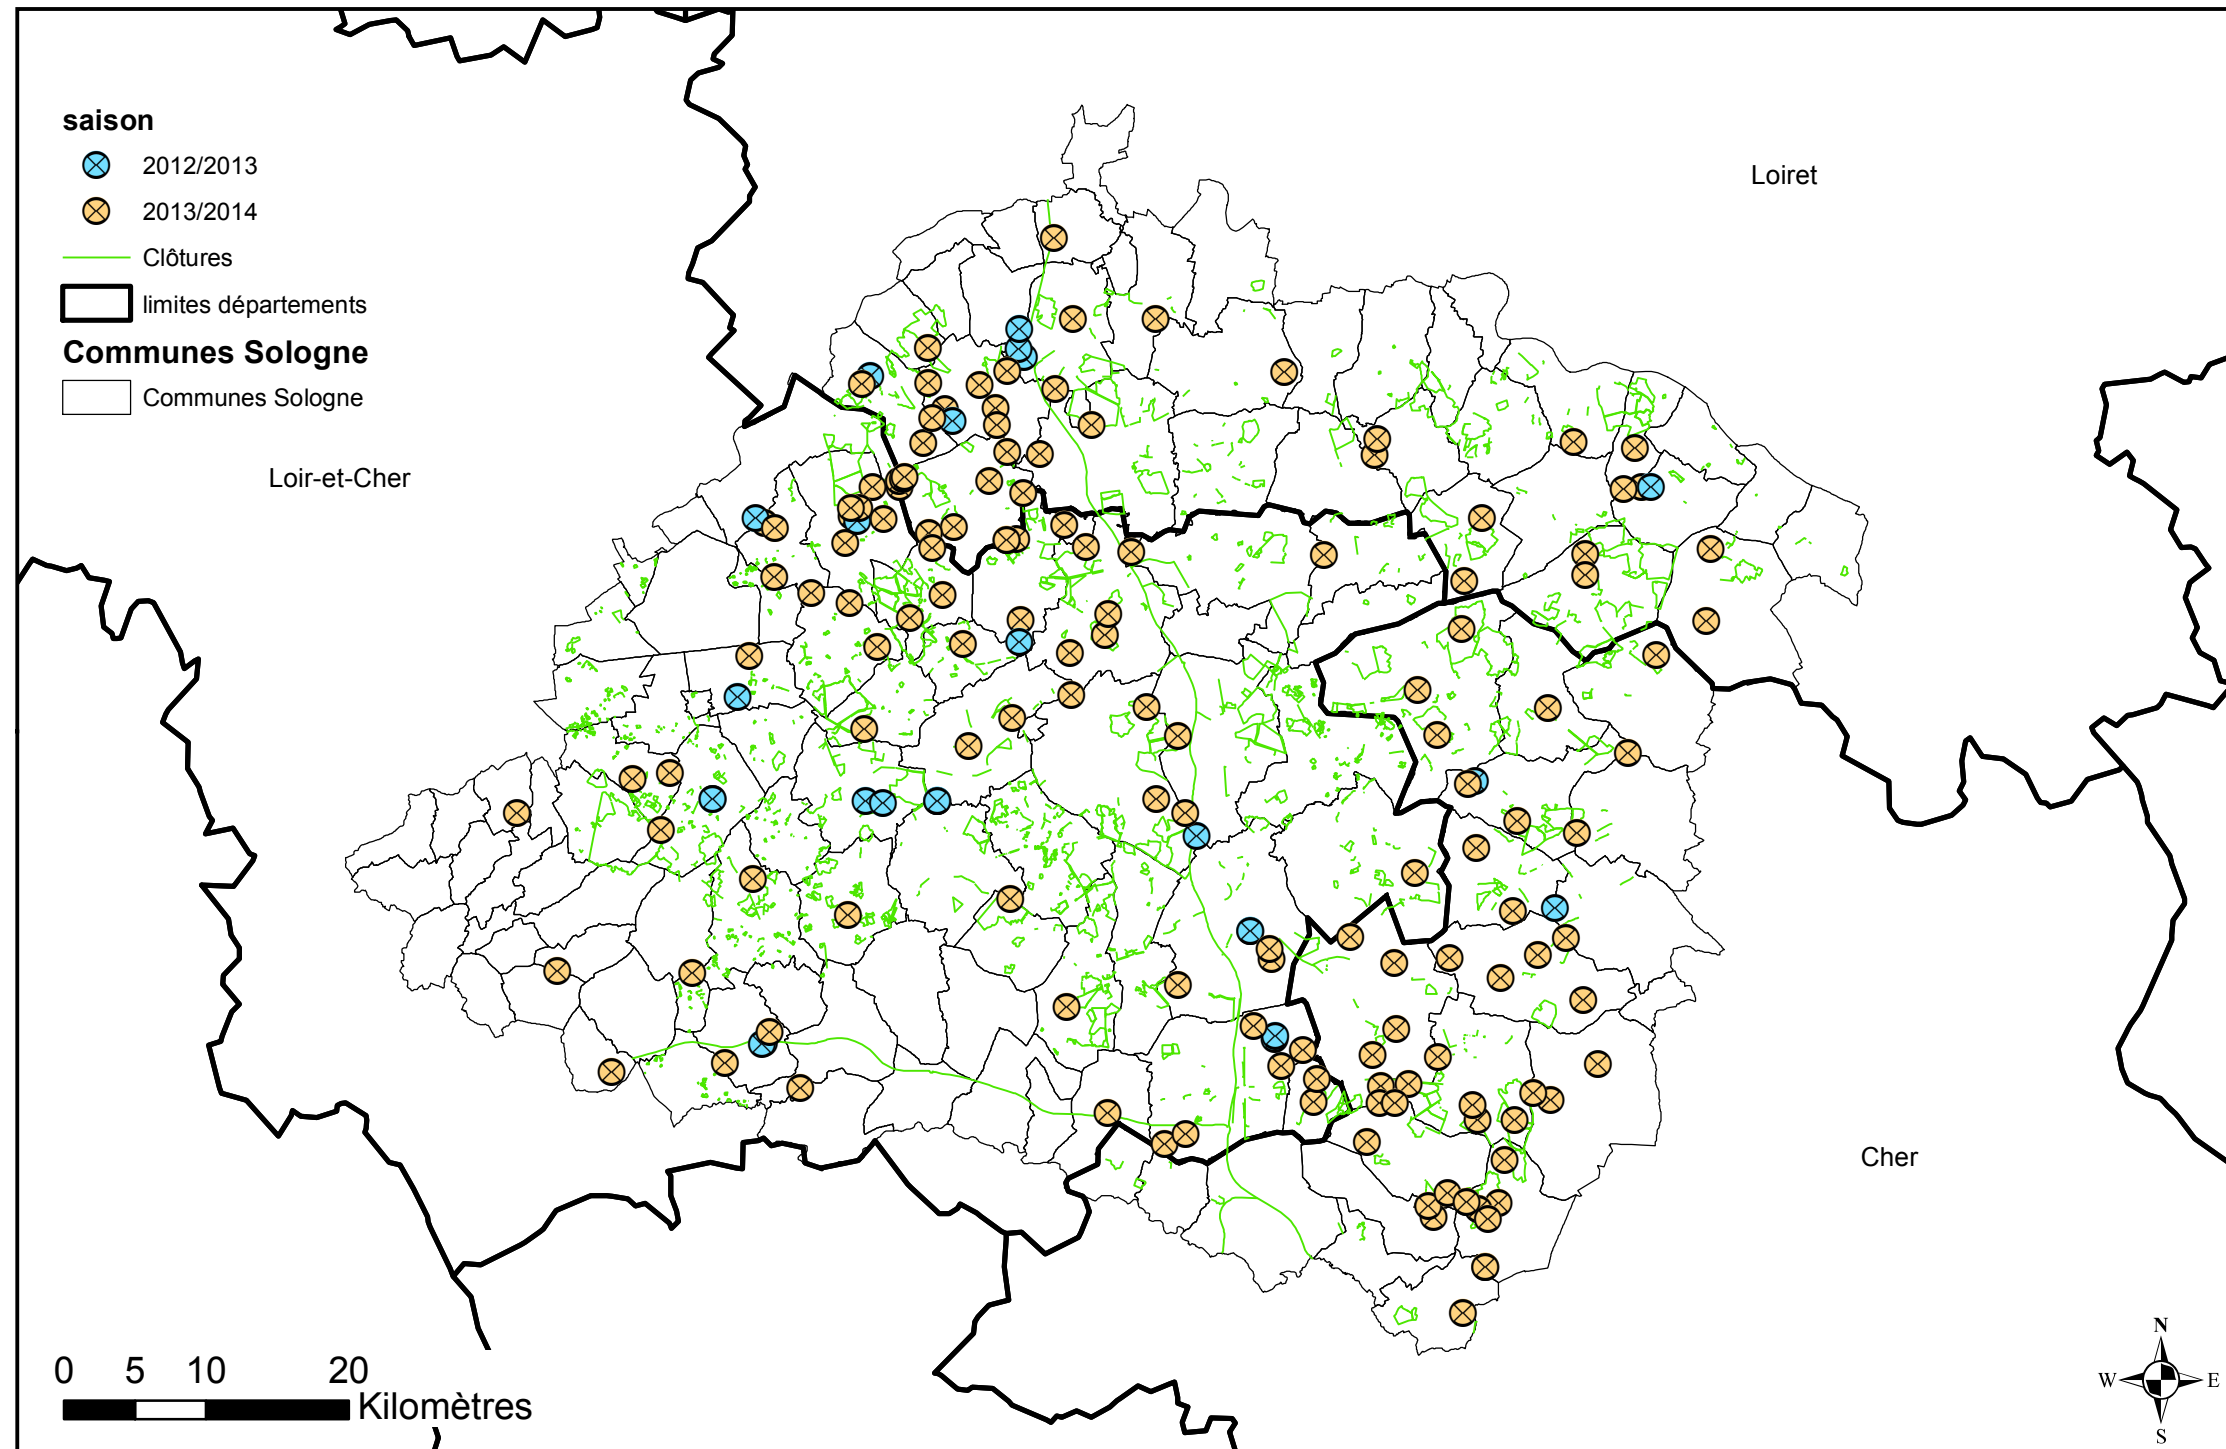 saison
2012/2013
2013/2014
Clôtures
limites départements
Communes Sologne
Communes Sologne
Loiret
Loir-et-Cher
Cher
0 5 10 20
Kilomètres
N
W E
S